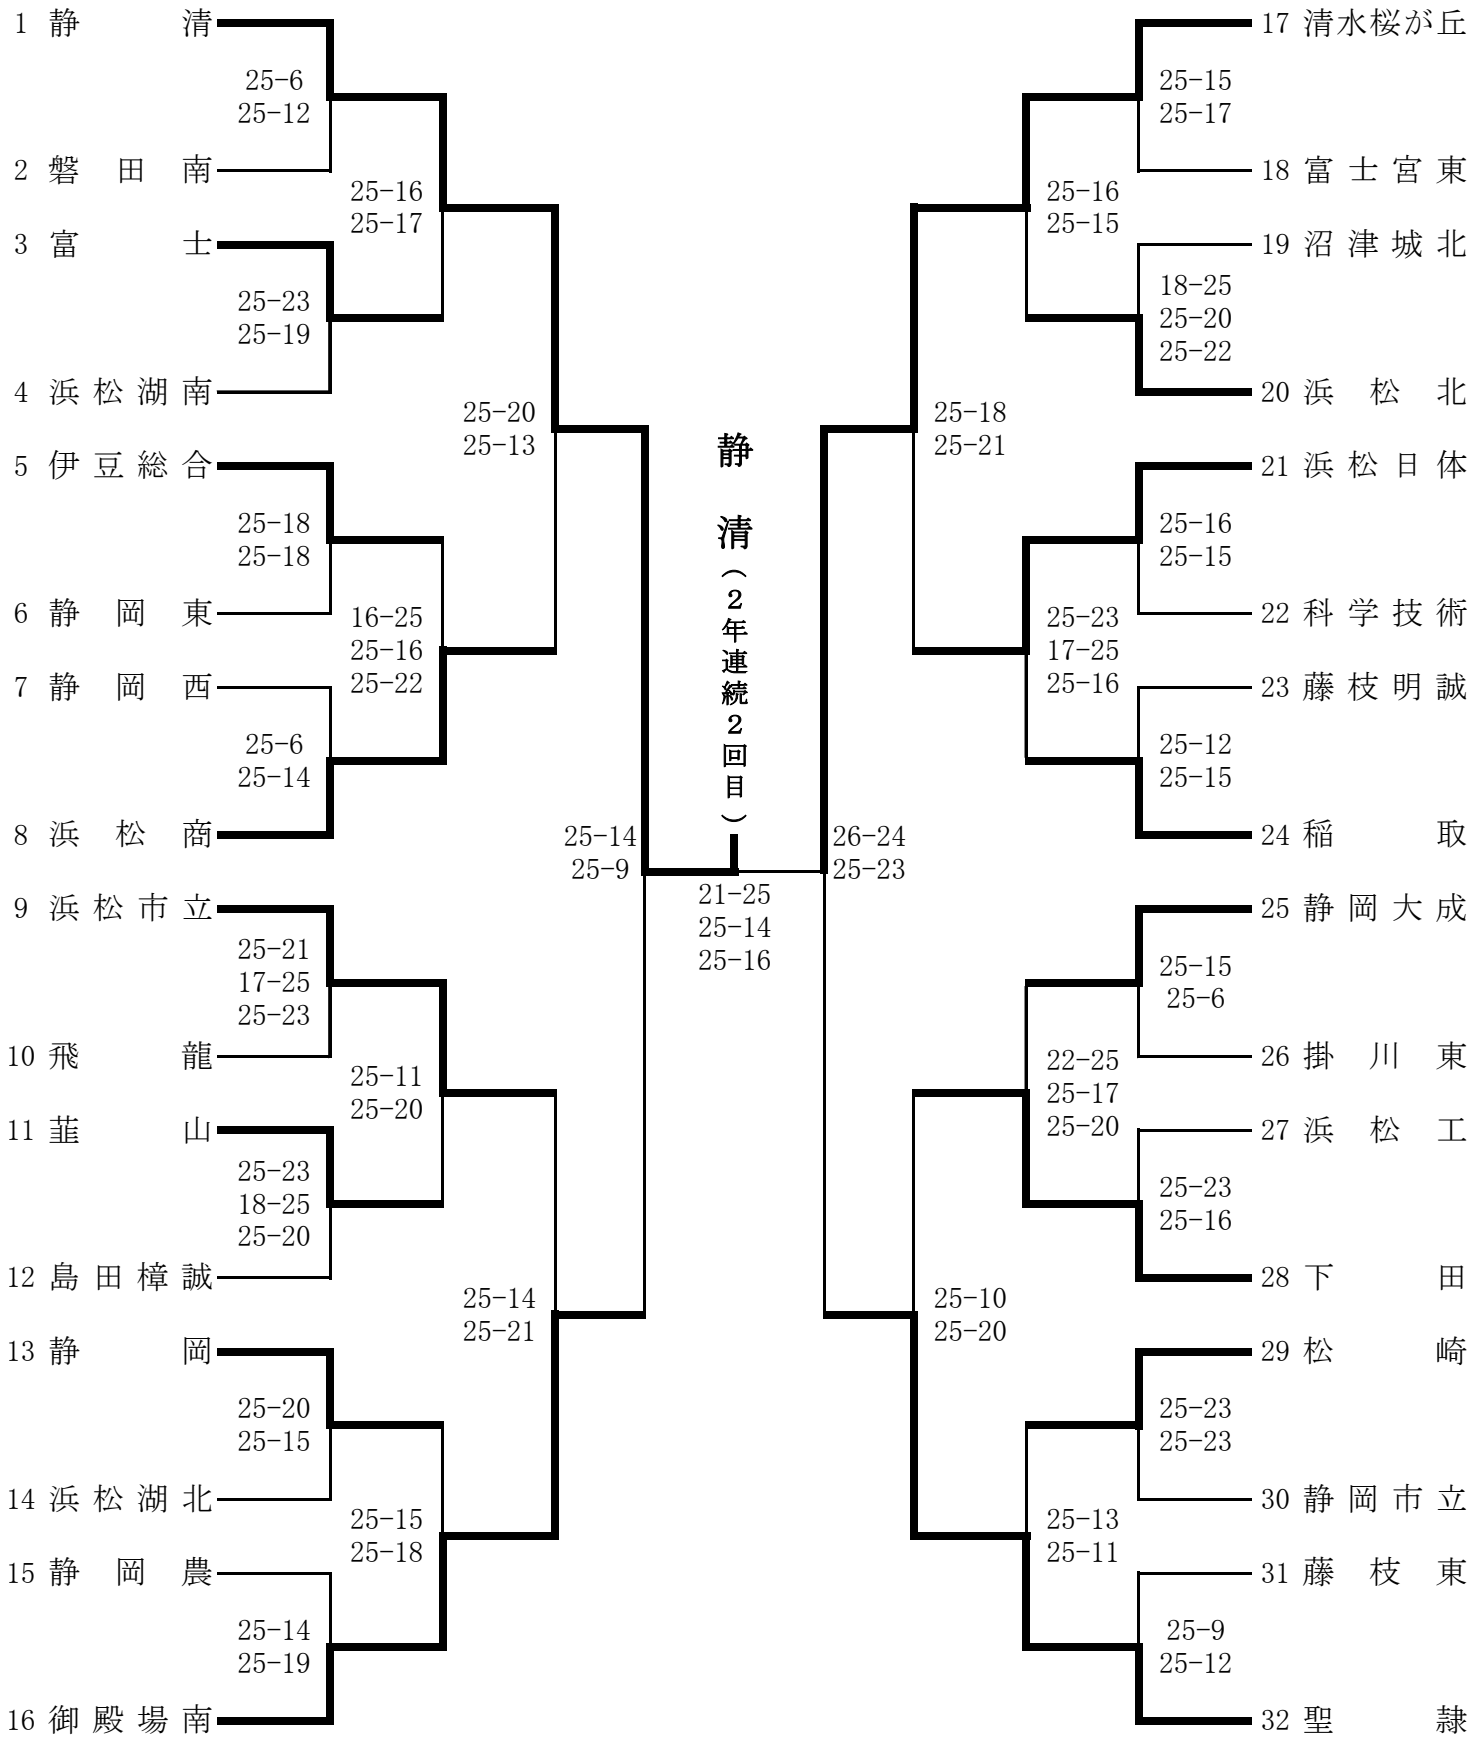 1 静清
25-6
25-12
2 磐田南
25-16
25-17
3 富士
25-23
25-19
4 浜松湖南
25-20
25-13
5 伊豆総合
25-18
25-18
6 静岡東
16-25
25-16
25-22
7 静岡西
25-6
25-14
8 浜松商
25-14
25-9
9 浜松市立
25-21
17-25
25-23
10 飛龍
25-11
25-20
11 韮山
25-23
18-25
25-20
12 島田樟誠
25-14
25-21
13 静岡
25-20
25-15
14 浜松湖北
25-15
25-18
15 静岡農
25-14
25-19
16 御殿場南
静清(2年連続2回目)
21-25
25-14
25-16
17 清水桜が丘
25-15
25-17
18 富士宮東
25-16
25-15
19 沼津城北
18-25
25-20
25-22
20 浜松北
25-18
25-21
21 浜松日体
25-16
25-15
22 科学技術
25-23
17-25
25-16
23 藤枝明誠
25-12
25-15
24 稲取
26-24
25-23
25 静岡大成
25-15
25-6
26 掛川東
22-25
25-17
25-20
27 浜松工
25-23
25-16
28 下田
25-10
25-20
29 松崎
25-23
25-23
30 静岡市立
25-13
25-11
31 藤枝東
25-9
25-12
32 聖隷